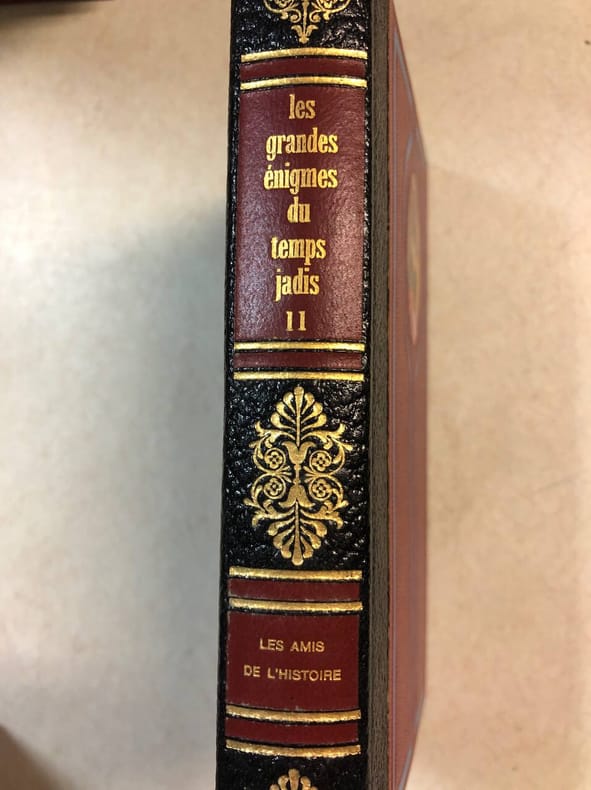 les
grandes
énigmes
du
temps
jadis
11
LES AMIS
DE L'HISTOIRE